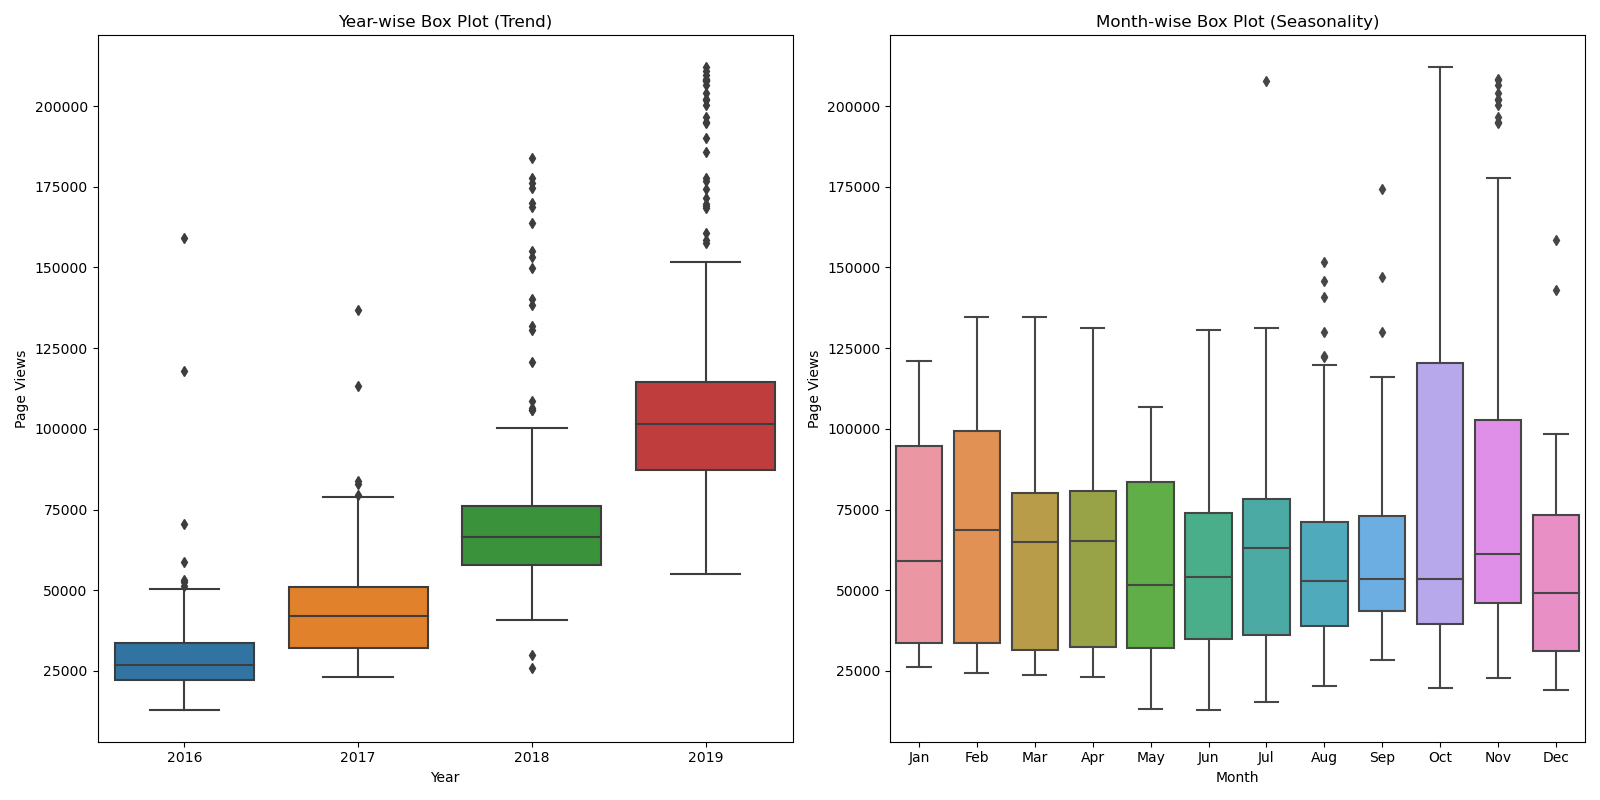 Year-wise Box Plot (Trend)
Page Views
200000
175000
150000
125000
100000
75000
50000
25000
2016 2017 2018 2019
Year
Month-wise Box Plot (Seasonality)
Page Views
200000
175000
150000
125000
100000
75000
50000
25000
Jan Feb Mar Apr May Jun Jul Aug Sep Oct Nov Dec
Month